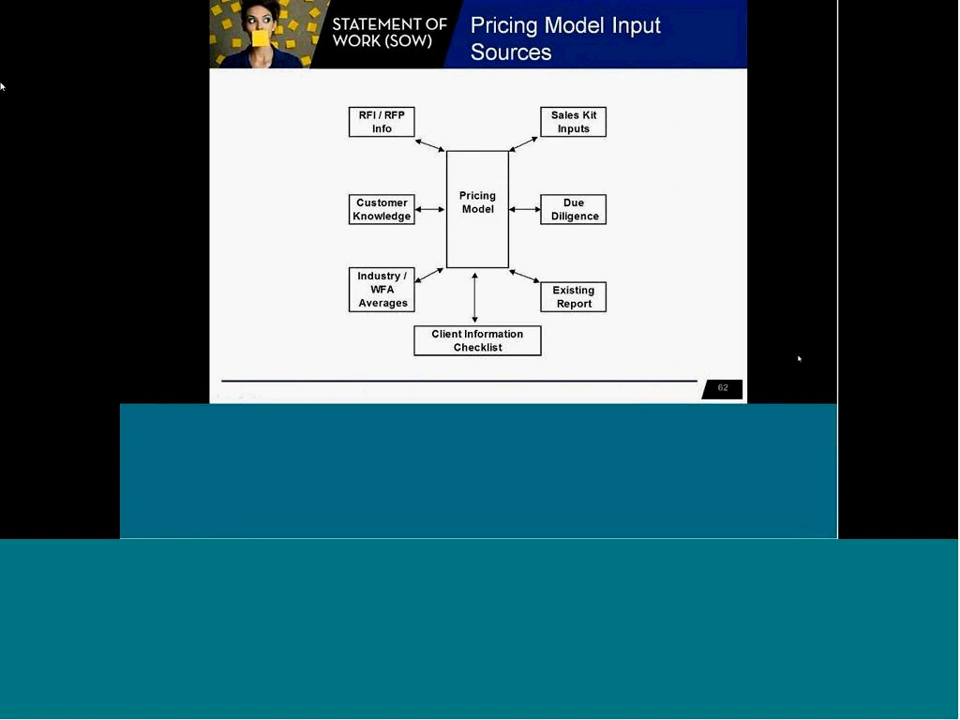 STATEMENT OF
WORK (SOW)
Pricing Model Input
Sources
RFI / RFP
Info
Sales Kit
Inputs
Pricing
Model
Customer
Knowledge
Due
Diligence
Industry /
WFA
Averages
Existing
Report
Client Information
Checklist
62